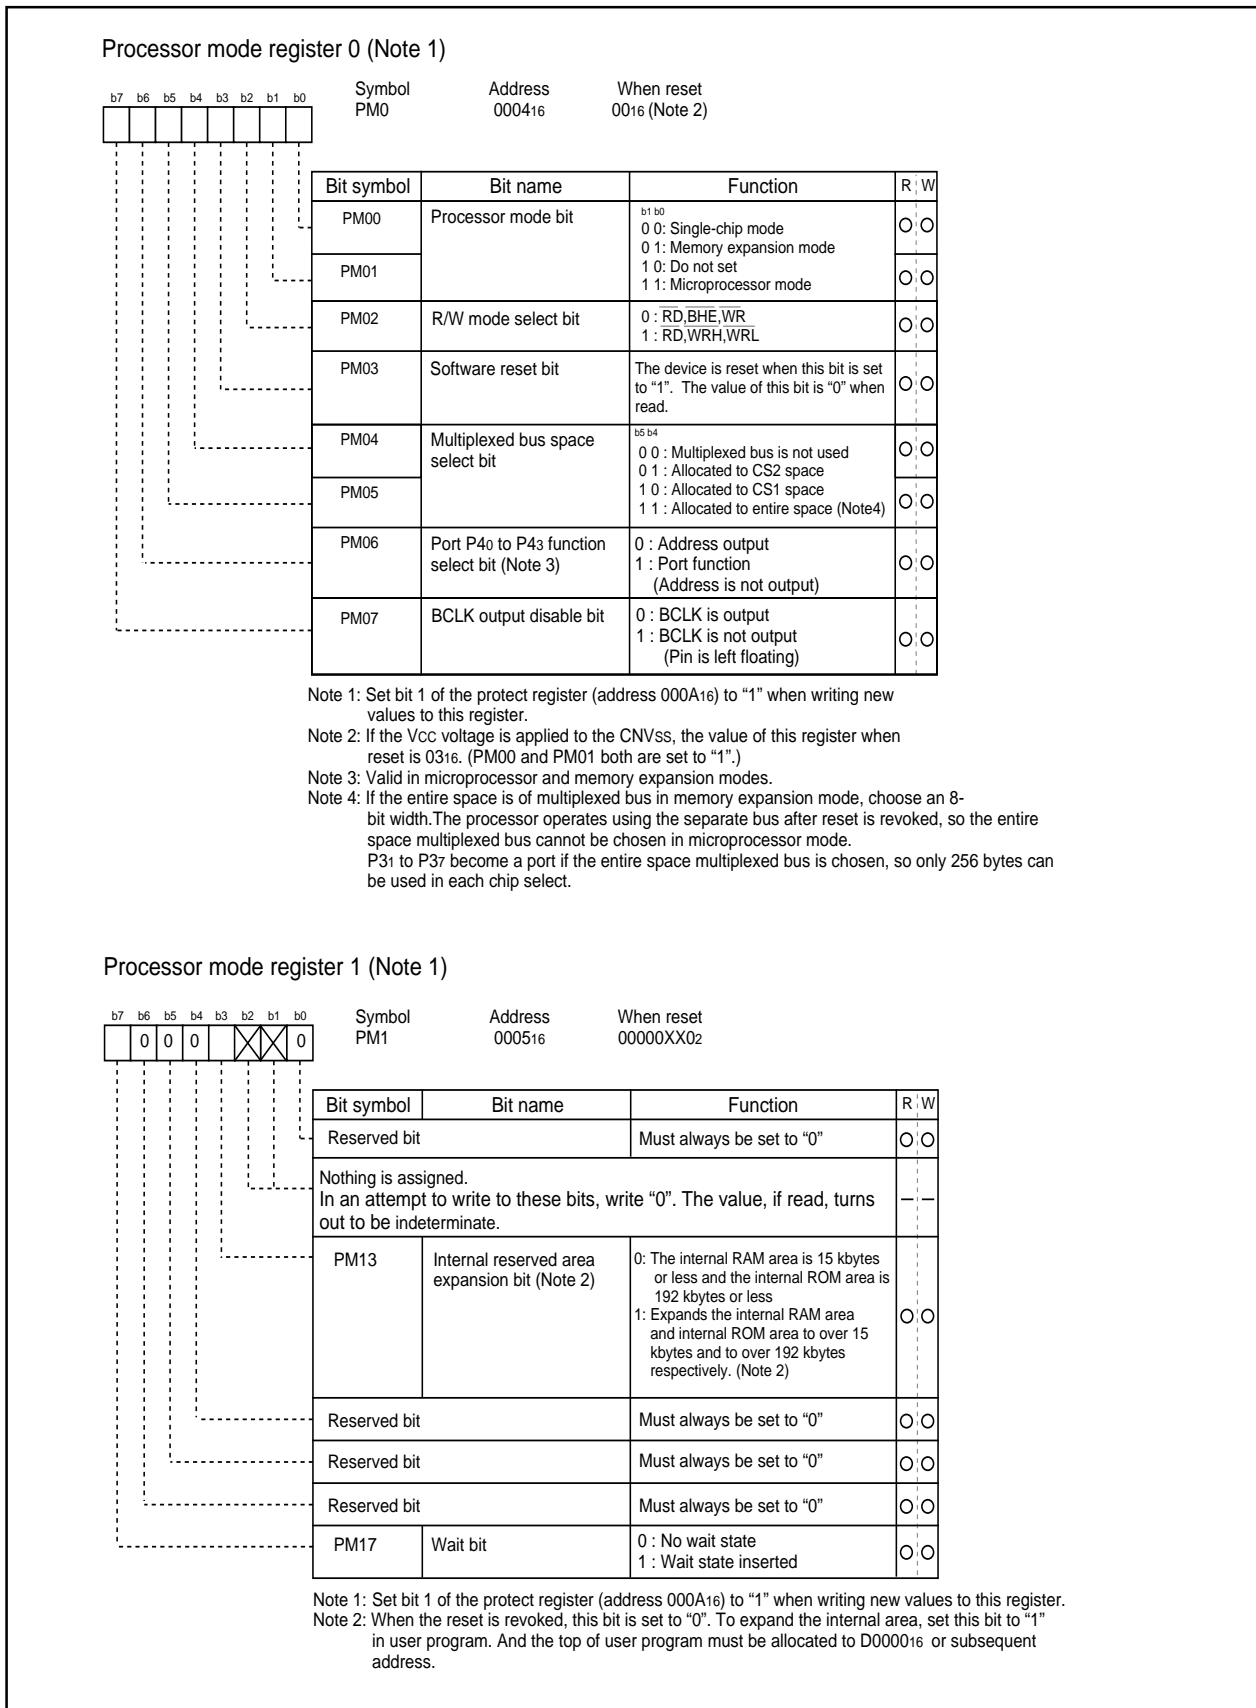 Processor mode register 0 (Note 1)
Symbol Address When reset
PM0 000416 0016 (Note 2)
b7 b6 b5 b4 b3 b2 b1 b0
Bit symbol Bit name Function R W
PM00 Processor mode bit
b1 b0
0 0: Single-chip mode
0 1: Memory expansion mode
1 0: Do not set
1 1: Microprocessor mode
PM01
PM02 R/W mode select bit
0 : RD,BHE,WR
1 : RD,WRH,WRL
PM03 Software reset bit
The device is reset when this bit is set
to “1”. The value of this bit is “0” when
read.
PM04 Multiplexed bus space
select bit
b5 b4
0 0 : Multiplexed bus is not used
0 1 : Allocated to CS2 space
1 0 : Allocated to CS1 space
1 1 : Allocated to entire space (Note4)
PM05
PM06 Port P40 to P43 function
select bit (Note 3)
0 : Address output
1 : Port function
(Address is not output)
PM07 BCLK output disable bit
0 : BCLK is output
1 : BCLK is not output
(Pin is left floating)
Note 1: Set bit 1 of the protect register (address 000A16) to “1” when writing new
values to this register.
Note 2: If the VCC voltage is applied to the CNVSS, the value of this register when
reset is 0316. (PM00 and PM01 both are set to “1”.)
Note 3: Valid in microprocessor and memory expansion modes.
Note 4: If the entire space is of multiplexed bus in memory expansion mode, choose an 8-
bit width.The processor operates using the separate bus after reset is revoked, so the entire
space multiplexed bus cannot be chosen in microprocessor mode.
P31 to P37 become a port if the entire space multiplexed bus is chosen, so only 256 bytes can
be used in each chip select.
Processor mode register 1 (Note 1)
Symbol Address When reset
PM1 000516 00000XX02
b7 b6 b5 b4 b3 b2 b1 b0
0 0 0 0
Bit symbol Bit name Function R W
Reserved bit Must always be set to “0”
Nothing is assigned.
In an attempt to write to these bits, write “0”. The value, if read, turns
out to be indeterminate.
PM13 Internal reserved area
expansion bit (Note 2)
0: The internal RAM area is 15 kbytes
or less and the internal ROM area is
192 kbytes or less
1: Expands the internal RAM area
and internal ROM area to over 15
kbytes and to over 192 kbytes
respectively. (Note 2)
Reserved bit Must always be set to “0”
Reserved bit Must always be set to “0”
Reserved bit Must always be set to “0”
PM17 Wait bit
0 : No wait state
1 : Wait state inserted
Note 1: Set bit 1 of the protect register (address 000A16) to “1” when writing new values to this register.
Note 2: When the reset is revoked, this bit is set to “0”. To expand the internal area, set this bit to “1”
in user program. And the top of user program must be allocated to D000016 or subsequent
address.